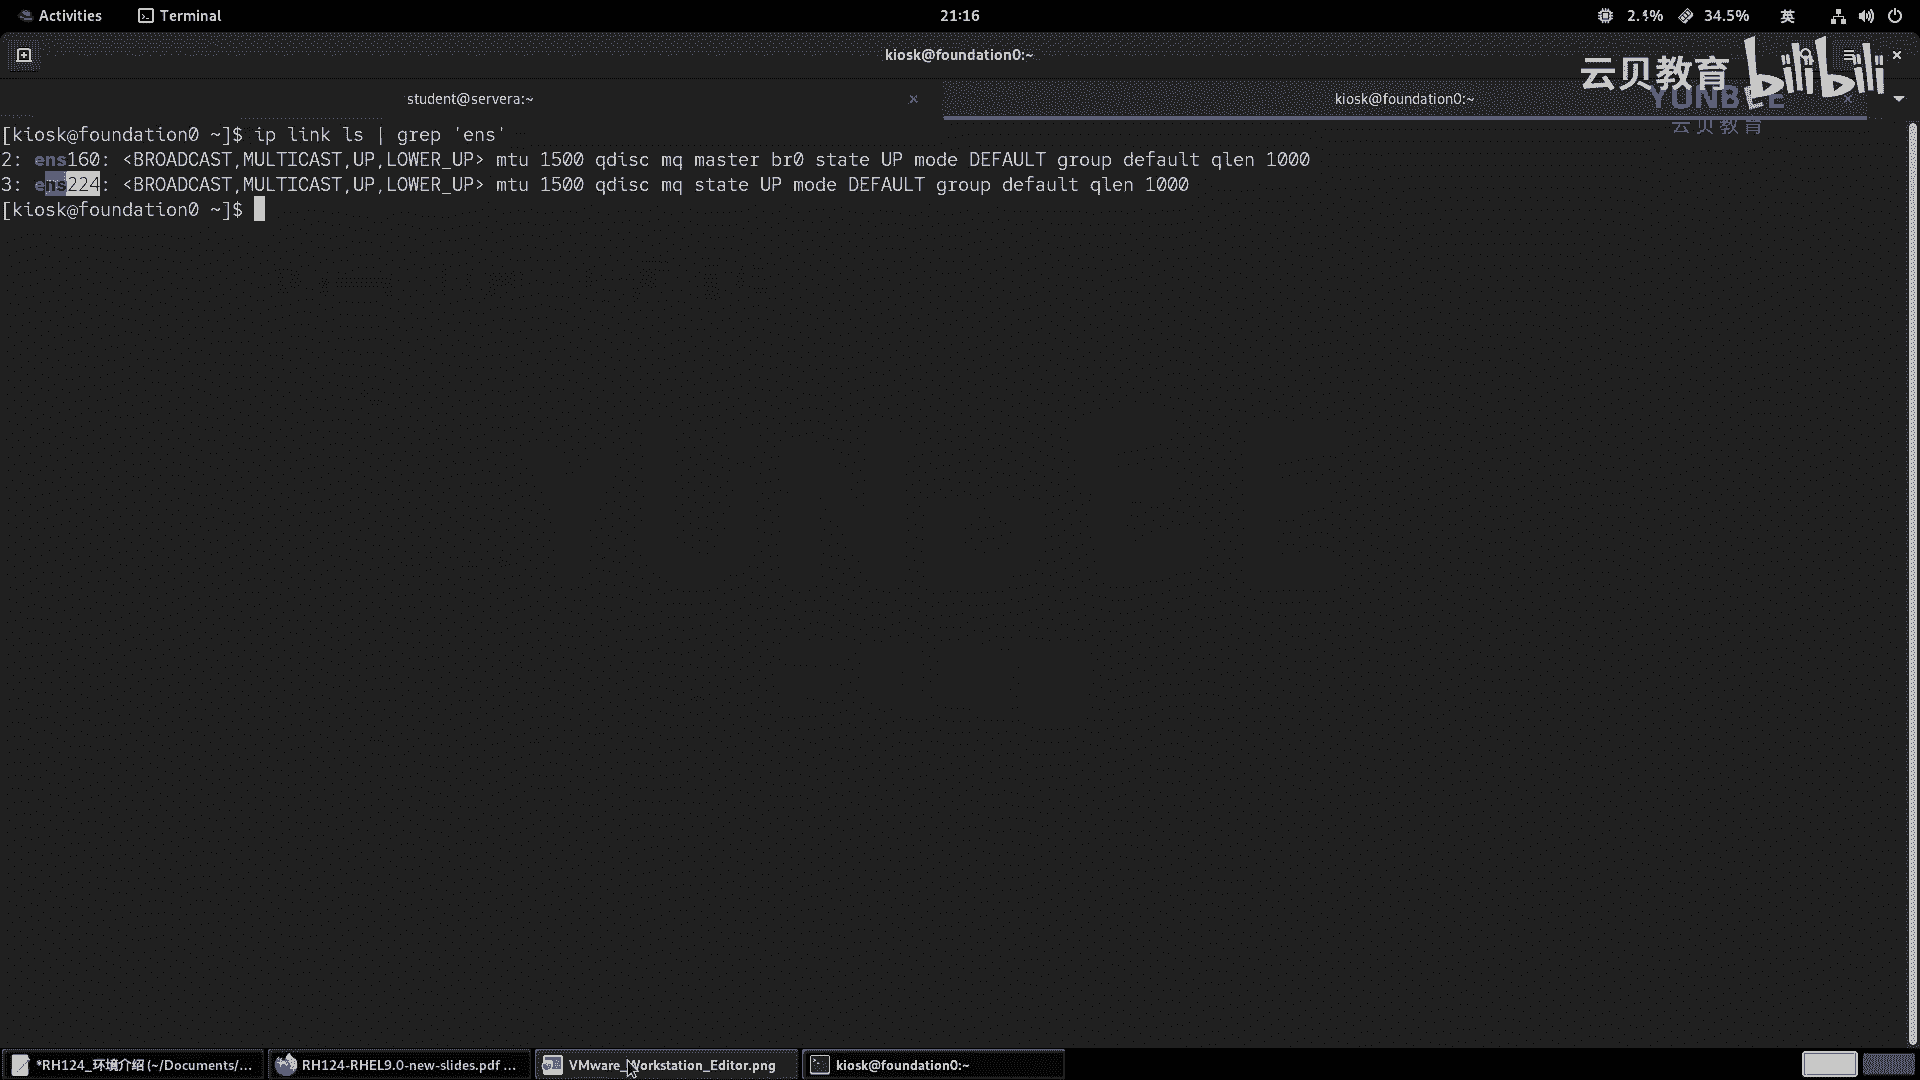 Activities
Terminal
21:16
2.4%
34.5%
英
kiosk@foundation0:~
云贝教育
bilibili
student@servera:~
kiosk@foundation0:~
YUNBEE
云贝教育
[kiosk@foundation0 ~]$ ip link ls | grep 'ens'
2: ens160: <BROADCAST,MULTICAST,UP,LOWER_UP> mtu 1500 qdisc mq master br0 state UP mode DEFAULT group default qlen 1000
3: ens224: <BROADCAST,MULTICAST,UP,LOWER_UP> mtu 1500 qdisc mq state UP mode DEFAULT group default qlen 1000
[kiosk@foundation0 ~]$
*RH124_环境介绍 (~/Documents/...
RH124-RHEL9.0-new-slides.pdf ...
VMware_Workstation_Editor.png
kiosk@foundation0:~